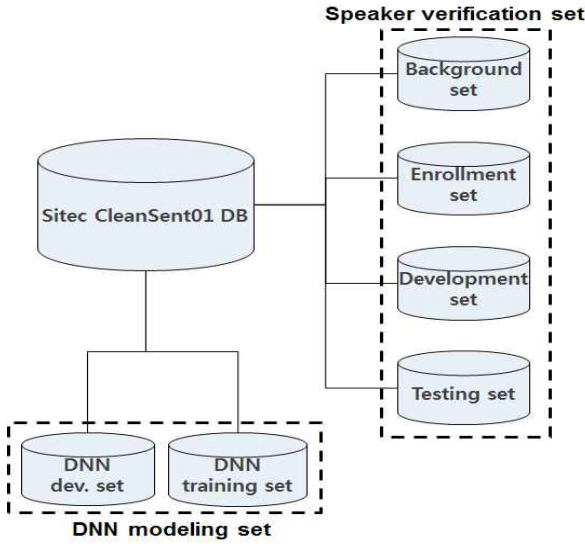 Speaker verification set
Background
set
Enrollment
set
Sitec CleanSent01 DB
Development
set
Testing set
DNN
dev. set
DNN
training set
DNN modeling set